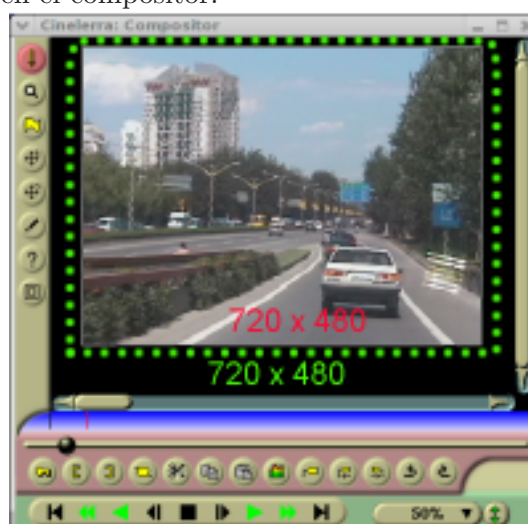 en el compositor.
Cinelerra: Compositor
720 x 480
720 x 480
50%